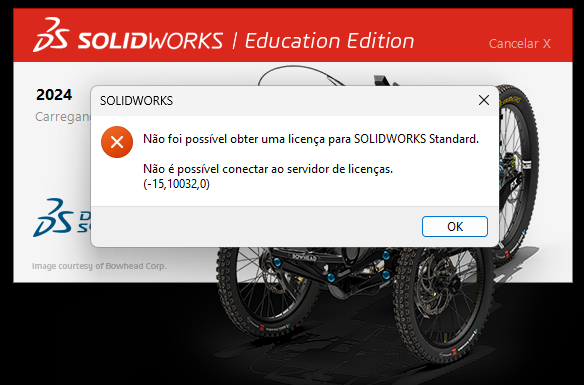 SOLIDWORKS | Education Edition
Cancelar X
2024
Carregan
SOLIDWORKS
Não foi possível obter uma licença para SOLIDWORKS Standard.
Não é possível conectar ao servidor de licenças.
(-15,10032,0)
OK
D
S
Image courtesy of Bowhead Corp.
BOWHEAD